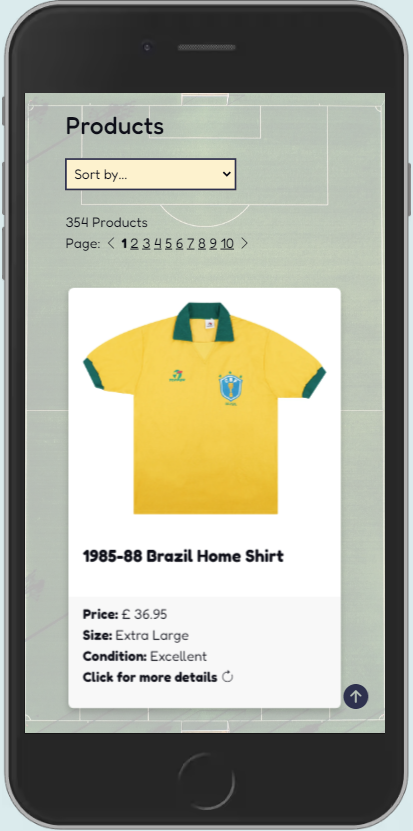 Products
Sort by...
354 Products
Page: < 1 2 3 4 5 6 7 8 9 10 >
1985-88 Brazil Home Shirt
Price: £ 36.95
Size: Extra Large
Condition: Excellent
Click for more details